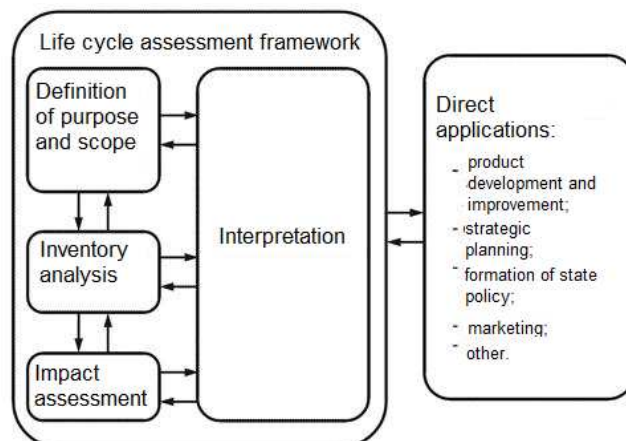 Life cycle assessment framework
Definition
of purpose
and scope
Inventory
analysis
Impact
assessment
Interpretation
Direct
applications:
- product
development and
improvement;
- strategic
planning;
- formation of state
policy;
- marketing;
- other.